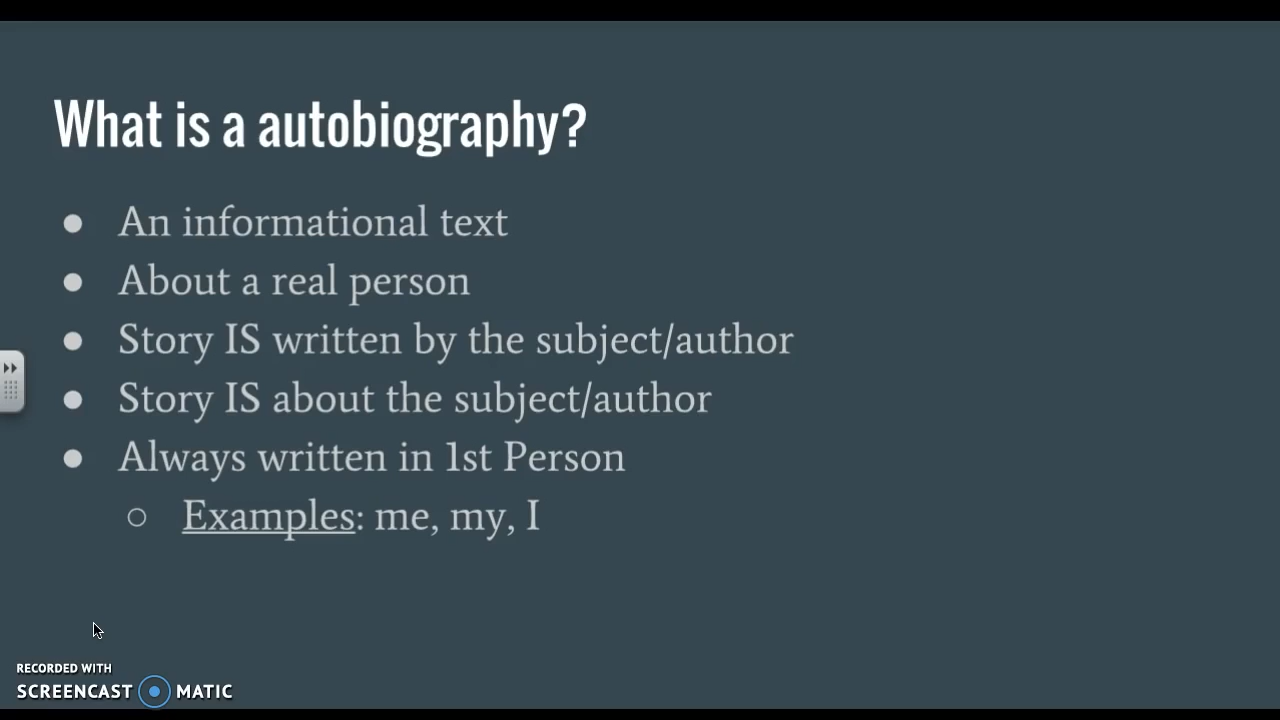 What is a autobiography?
● An informational text
● About a real person
● Story IS written by the subject/author
● Story IS about the subject/author
● Always written in 1st Person
○ Examples: me, my, I
RECORDED WITH
SCREENCAST MATIC